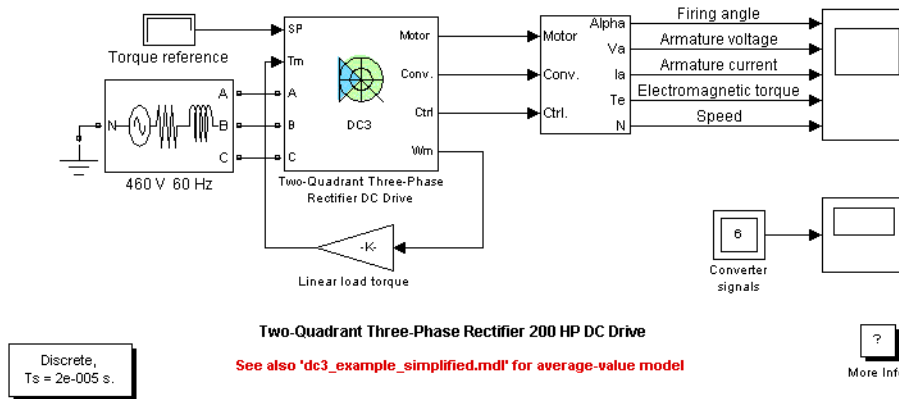 Torque reference
N
A
B
C
460 V 60 Hz
SP
Tm
A
B
C
Motor
Conv.
Ctrl
Wm
DC3
Two-Quadrant Three-Phase
Rectifier DC Drive
-K-
Linear load torque
Motor
Conv.
Ctrl.
Alpha
Va
Ia
Te
N
Firing angle
Armature voltage
Armature current
Electromagnetic torque
Speed
6
Converter
signals
Two-Quadrant Three-Phase Rectifier 200 HP DC Drive
See also 'dc3_example_simplified.mdl' for average-value model
Discrete,
Ts = 2e-005 s.
?
More Info